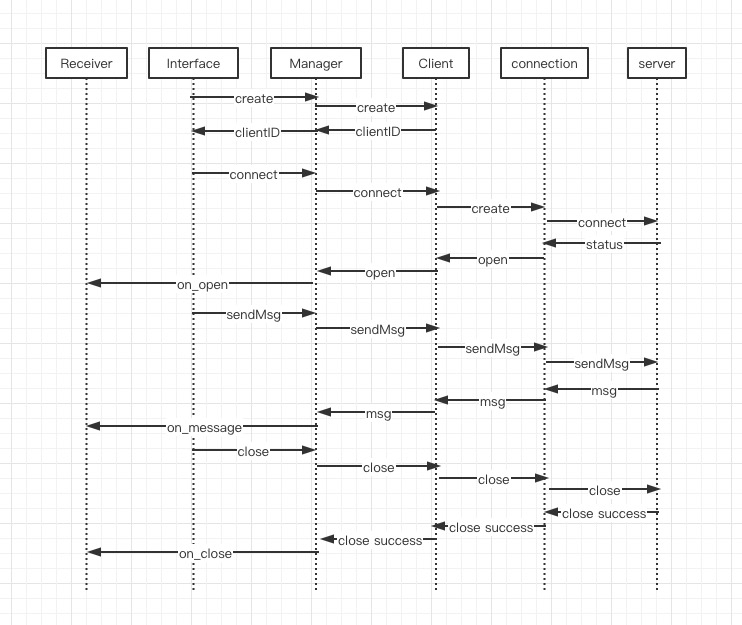 Receiver
Interface
Manager
Client
connection
server
create
create
clientID
clientID
connect
connect
create
connect
status
open
open
on_open
sendMsg
sendMsg
sendMsg
sendMsg
msg
msg
msg
on_message
close
close
close
close
close success
close success
close success
on_close